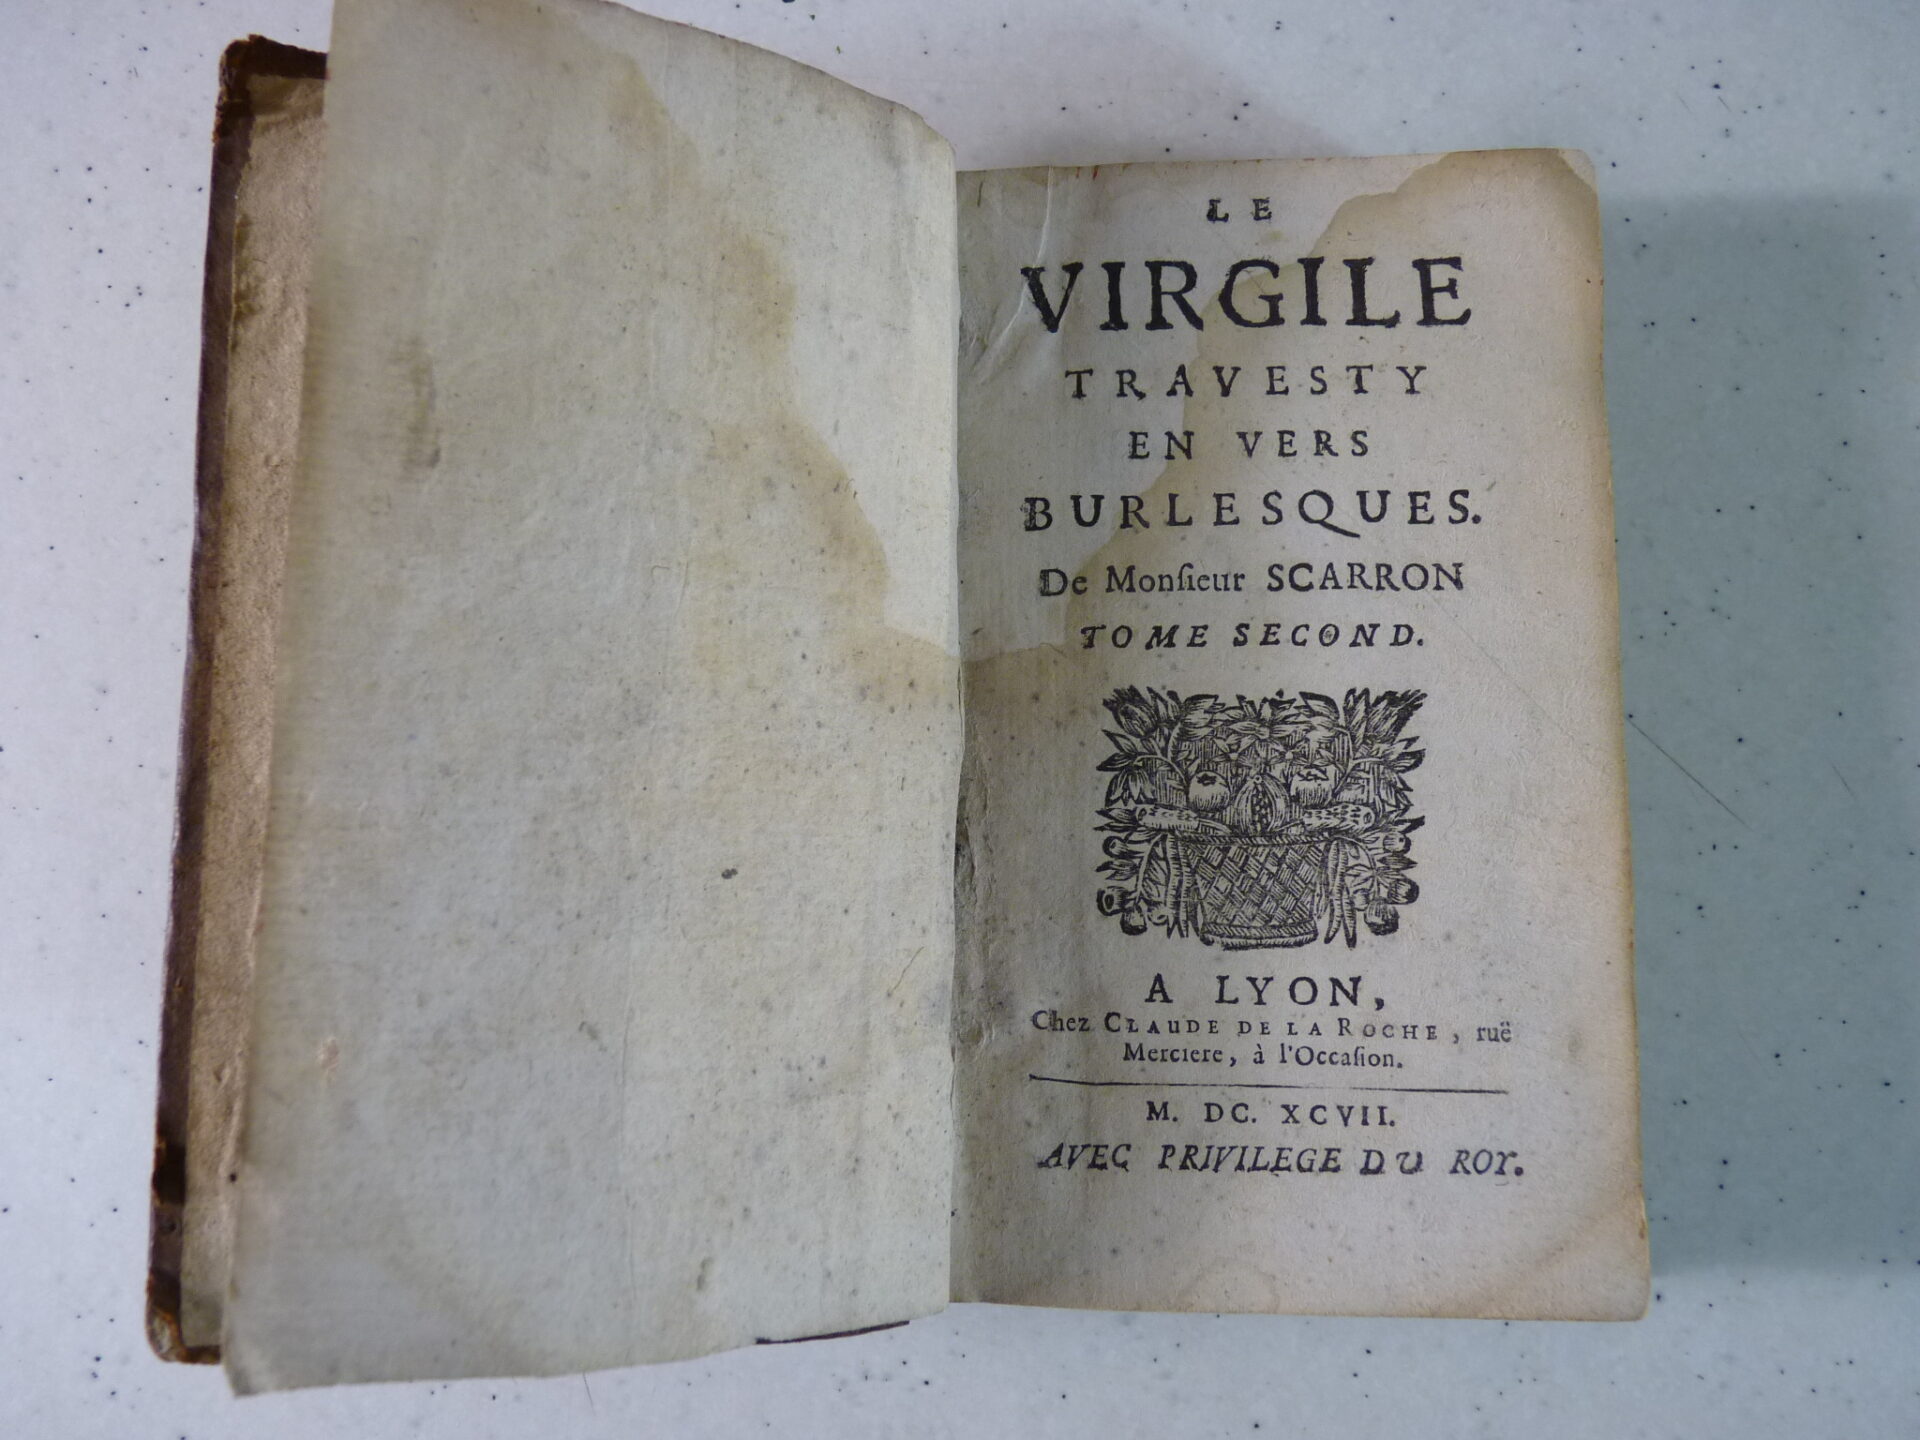 LE
VIRGILE
TRAVESTY
EN VERS
BURLESQUES.
De Monſieur SCARRON
TOME SECOND.
A LYON,
Chez CLAUDE DE LA ROCHE, ruë
Merciere, à l'Occaſion.
M. DC. XCVII.
AVEC PRIVILEGE DU ROY.